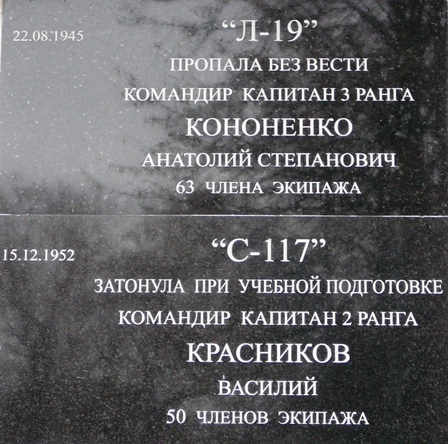 22.08.1945 “Л-19”
ПРОПАЛА БЕЗ ВЕСТИ
КОМАНДИР КАПИТАН 3 РАНГА
КОНОНЕНКО
АНАТОЛИЙ СТЕПАНОВИЧ
63 ЧЛЕНА ЭКИПАЖА
15.12.1952 “С-117”
ЗАТОНУЛА ПРИ УЧЕБНОЙ ПОДГОТОВКЕ
КОМАНДИР КАПИТАН 2 РАНГА
КРАСНИКОВ
ВАСИЛИЙ
50 ЧЛЕНОВ ЭКИПАЖА